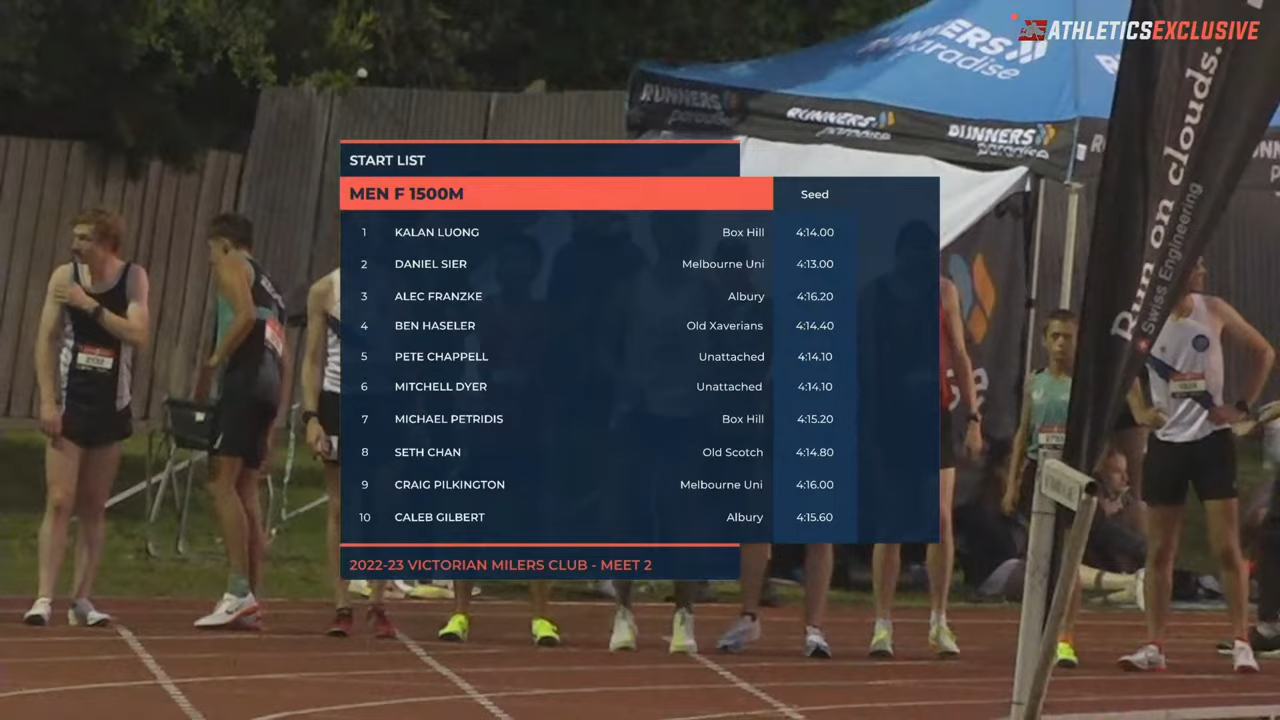 ATHLETICSEXCLUSIVE
RUNNERS paradise
RUNNERS paradise
Run on clouds.
Swiss Engineering
START LIST
MEN F 1500M Seed
1 KALAN LUONG Box Hill 4:14.00
2 DANIEL SIER Melbourne Uni 4:13.00
3 ALEC FRANZKE Albury 4:16.20
4 BEN HASELER Old Xaverians 4:14.40
5 PETE CHAPPELL Unattached 4:14.10
6 MITCHELL DYER Unattached 4:14.10
7 MICHAEL PETRIDIS Box Hill 4:15.20
8 SETH CHAN Old Scotch 4:14.80
9 CRAIG PILKINGTON Melbourne Uni 4:16.00
10 CALEB GILBERT Albury 4:15.60
2022-23 VICTORIAN MILERS CLUB - MEET 2